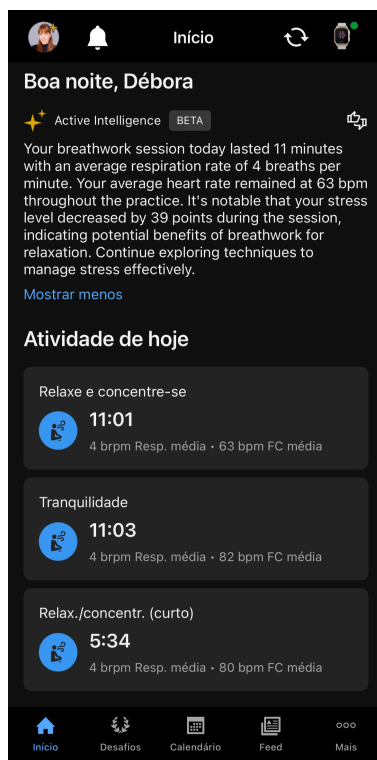 Início
Boa noite, Débora
Active Intelligence BETA
Your breathwork session today lasted 11 minutes
with an average respiration rate of 4 breaths per
minute. Your average heart rate remained at 63 bpm
throughout the practice. It's notable that your stress
level decreased by 39 points during the session,
indicating potential benefits of breathwork for
relaxation. Continue exploring techniques to
manage stress effectively.
Mostrar menos
Atividade de hoje
Relaxe e concentre-se
11:01
4 brpm Resp. média • 63 bpm FC média
Tranquilidade
11:03
4 brpm Resp. média • 82 bpm FC média
Relax./concentr. (curto)
5:34
4 brpm Resp. média • 80 bpm FC média
Início Desafios Calendário Feed Mais